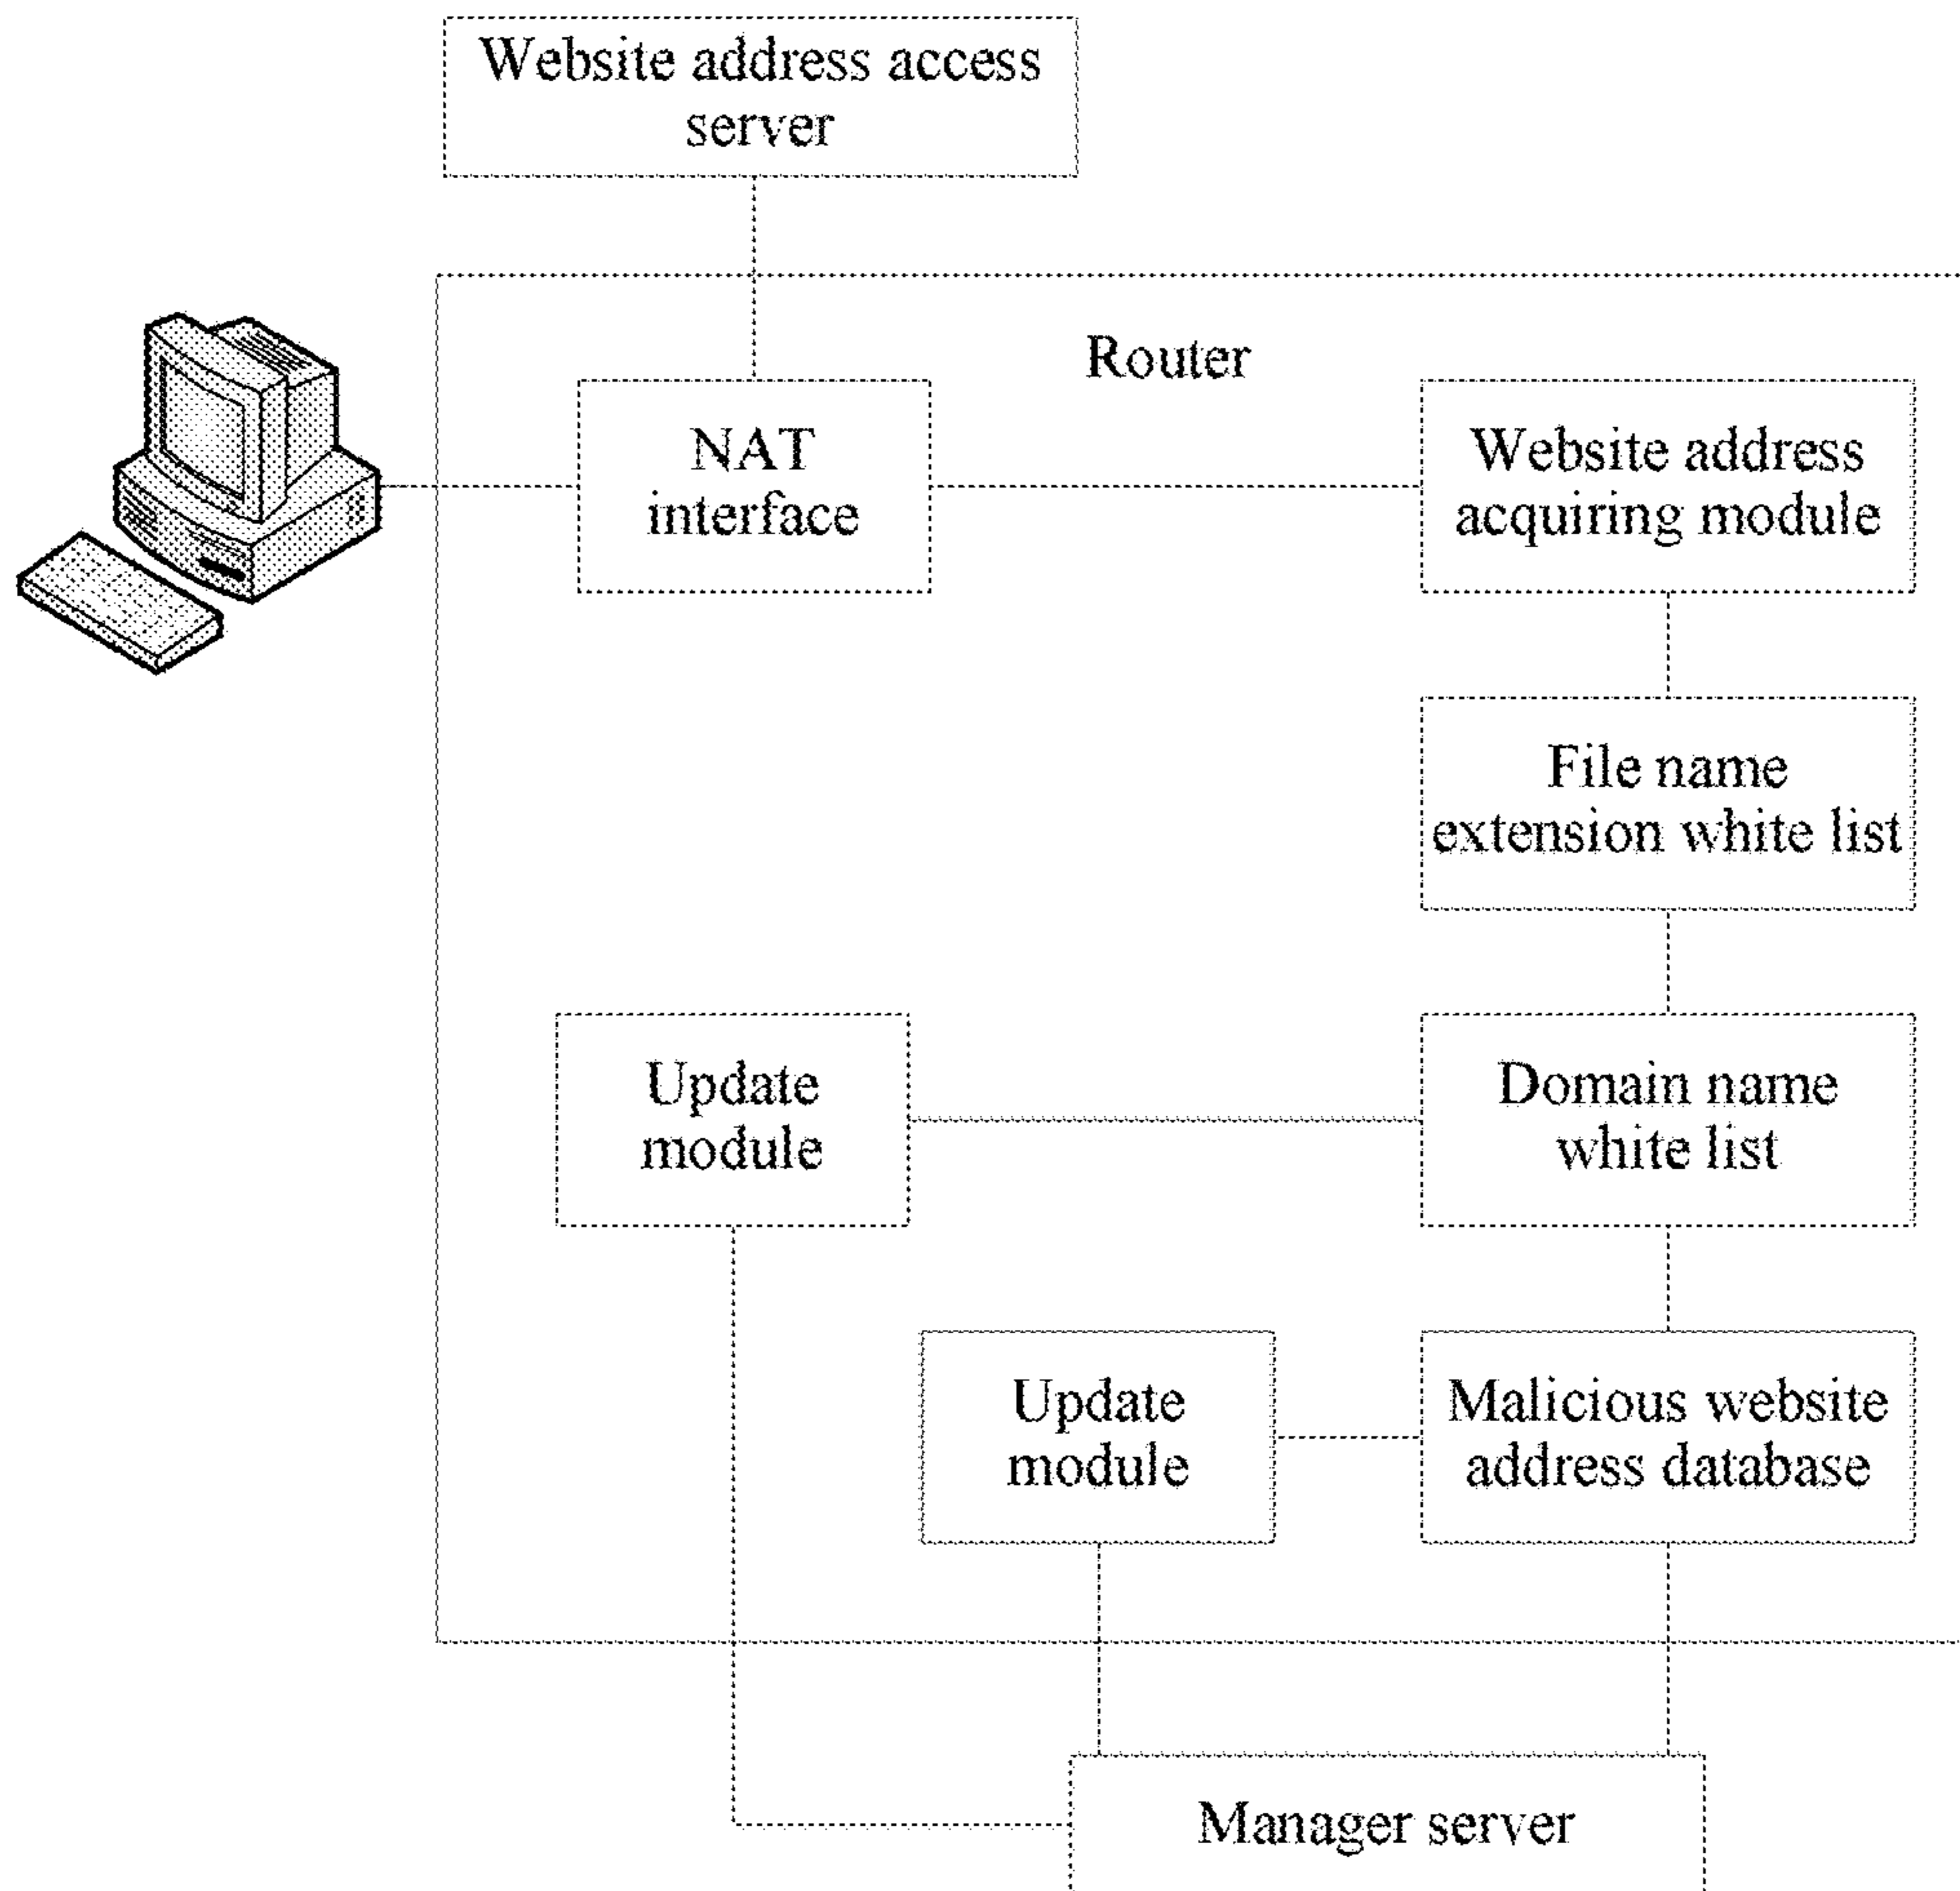 Website address access
server
Router
NAT
interface
Website address
acquiring module
File name
extension white list
Update
module
Domain name
white list
Update
module
Malicious website
address database
Manager server